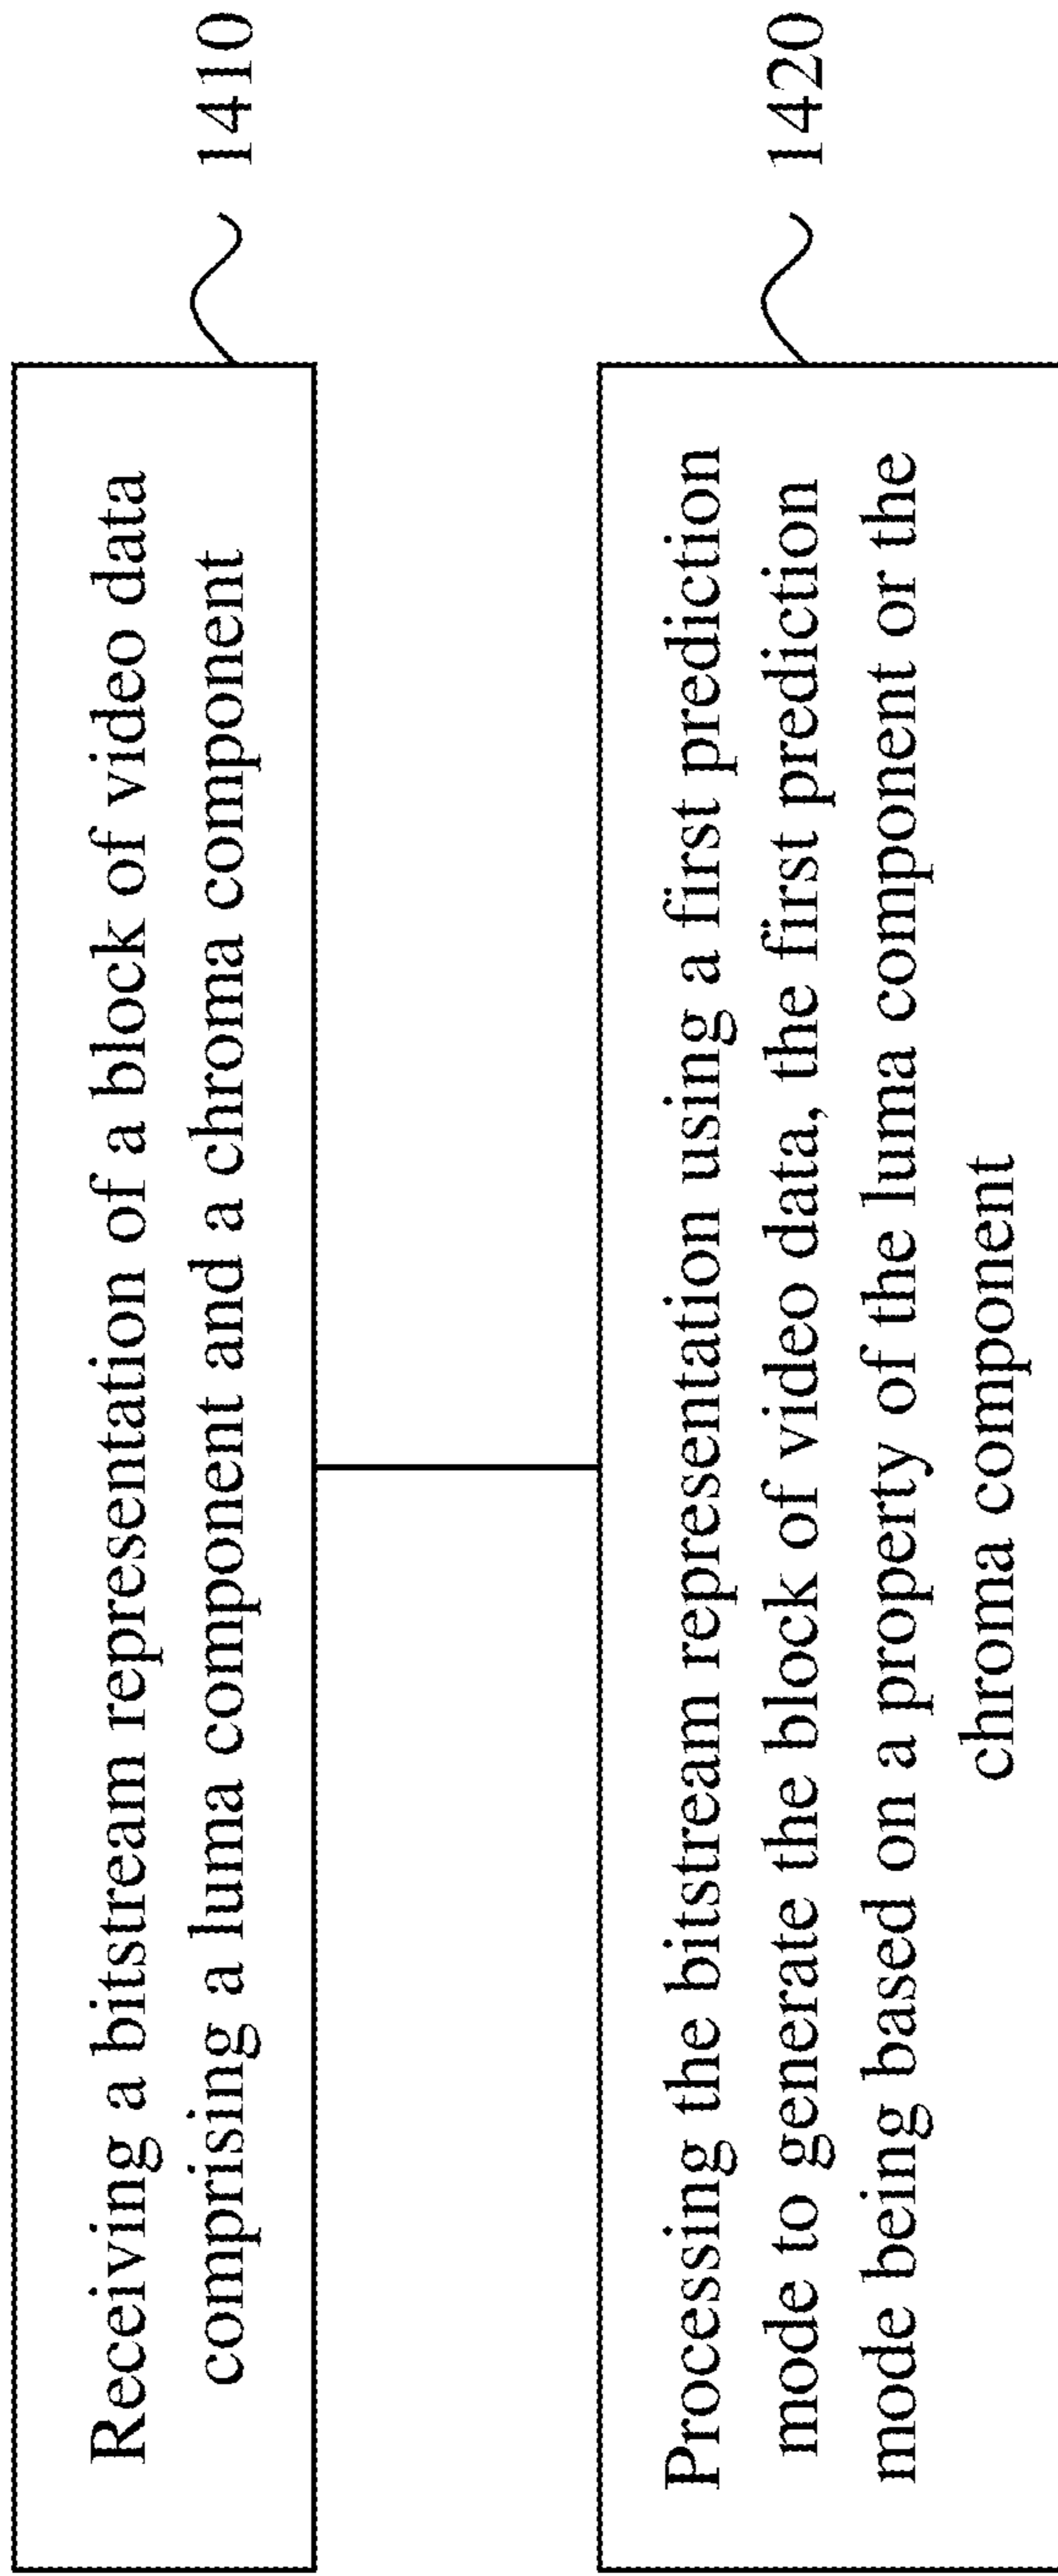 Receiving a bitstream representation of a block of video data
comprising a luma component and a chroma component
1410
Processing the bitstream representation using a first prediction
mode to generate the block of video data, the first prediction
mode being based on a property of the luma component or the
chroma component
1420